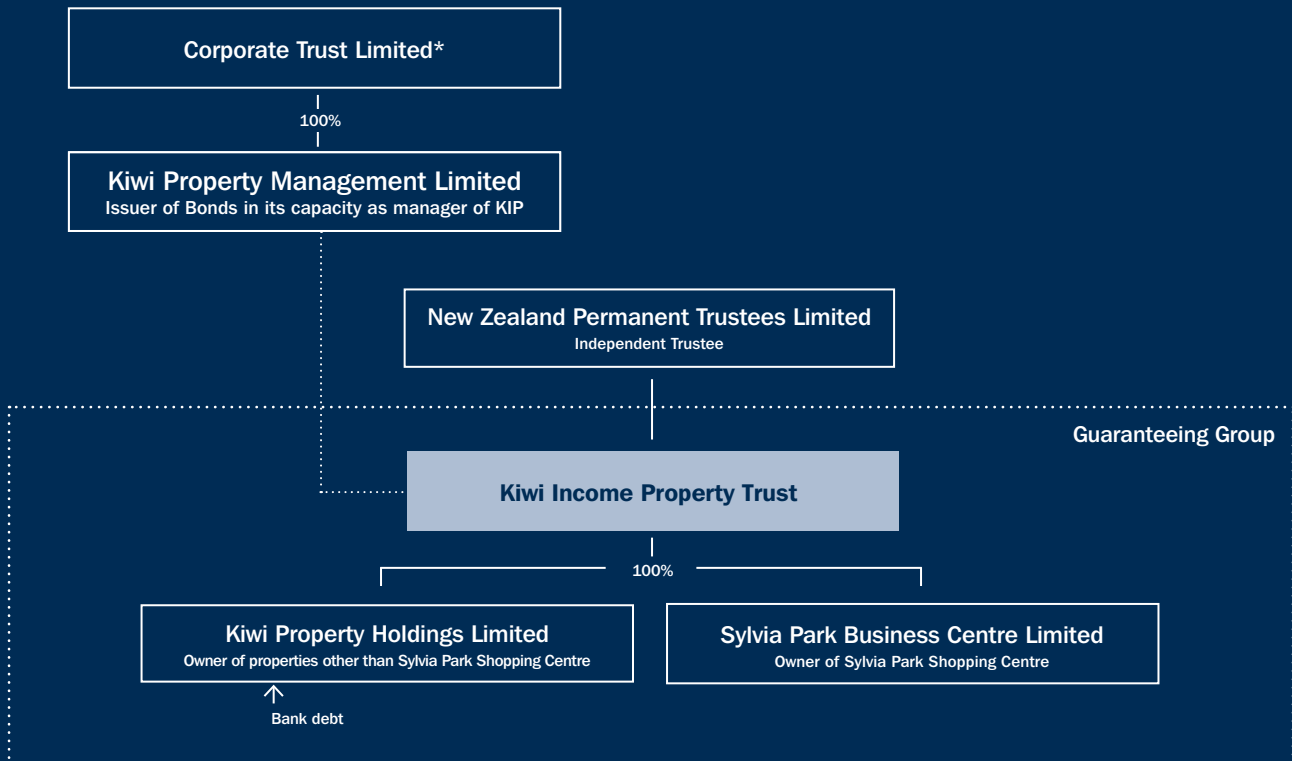 Corporate Trust Limited*
100%
Kiwi Property Management Limited
Issuer of Bonds in its capacity as manager of KIP
New Zealand Permanent Trustees Limited
Independent Trustee
Guaranteeing Group
Kiwi Income Property Trust
100%
Kiwi Property Holdings Limited
Owner of properties other than Sylvia Park Shopping Centre
Sylvia Park Business Centre Limited
Owner of Sylvia Park Shopping Centre
Bank debt